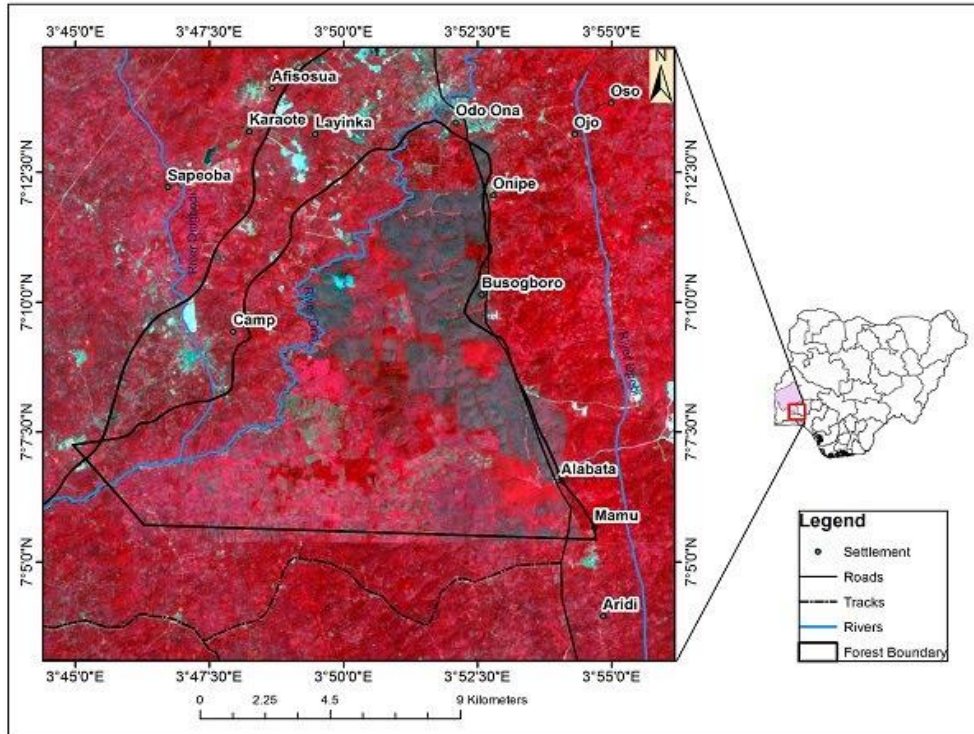 3°45'0"E 3°47'30"E 3°50'0"E 3°52'30"E 3°55'0"E
N
Afisosua
Oso
Karaote
Layinka
Odo Ona
Ojo
7°12'30"N
7°12'30"N
Sapeoba
Onipe
River
Busogboro
7°10'0"N
7°10'0"N
Camp
River
River
7°7'30"N
7°7'30"N
Alabata
Mamu
7°5'0"N
7°5'0"N
Aridi
3°45'0"E 3°47'30"E 3°50'0"E 3°52'30"E 3°55'0"E
0 2.25 4.5 9 Kilometers
Legend
Settlement
Roads
Tracks
Rivers
Forest Boundary